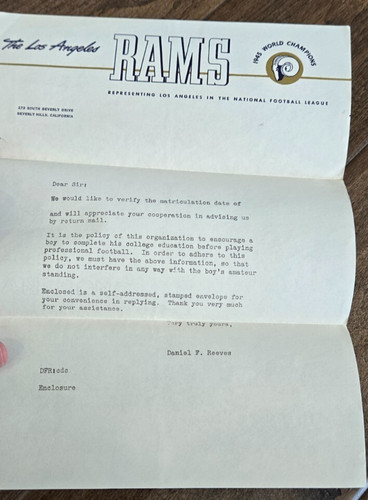 The Los Angeles
RAMS
1945 WORLD CHAMPIONS
REPRESENTING LOS ANGELES IN THE NATIONAL FOOTBALL LEAGUE
SOUTH BEVERLY DRIVE
BEVERLY HILLS, CALIFORNIA
Dear Sir:
We would like to verify the matriculation date of
and will appreciate your cooperation in advising us
by return mail.
It is the policy of this organization to encourage a
boy to complete his collage education before playing
professional football. In order to adhere to this
policy, we must have the above information, so that
we do not interfere in any way with the boy's amateur
standing.
Enclosed is a self-addressed, stamped envelope for
your convenience in replying. Thank you very much
for your assistance.
Very truly yours,
Daniel F. Reeves
DFR:odc
Enclosure